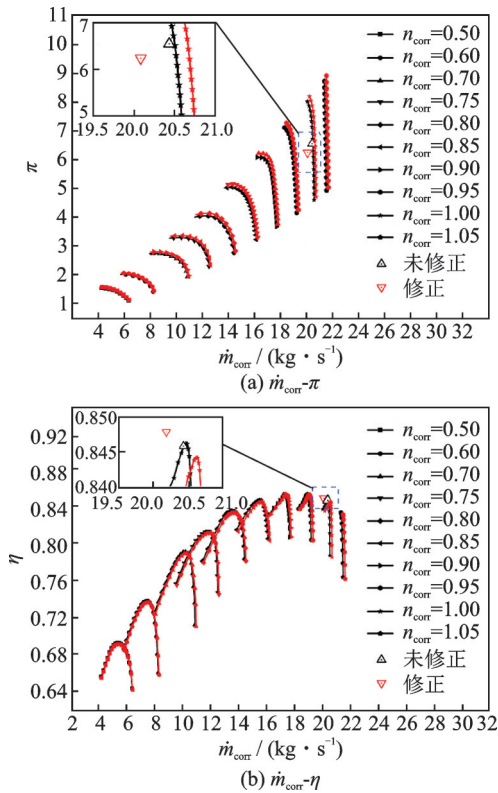 (a)
π
11
10
9
8
7
6
5
4
3
2
1
7
6
5
19.5 20.0 20.5 21.0
n_corr=0.50
n_corr=0.60
n_corr=0.70
n_corr=0.75
n_corr=0.80
n_corr=0.85
n_corr=0.90
n_corr=0.95
n_corr=1.00
n_corr=1.05
未修正
修正
4 6 8 10 12 14 16 18 20 22 24 26 28 30 32
ṁ_corr / (kg · s⁻¹)
(a) ṁ_corr-π
η
0.92
0.88
0.84
0.80
0.76
0.72
0.68
0.64
0.850
0.845
0.840
19.5 20.0 20.5 21.0
n_corr=0.50
n_corr=0.60
n_corr=0.70
n_corr=0.75
n_corr=0.80
n_corr=0.85
n_corr=0.90
n_corr=0.95
n_corr=1.00
n_corr=1.05
未修正
修正
2 4 6 8 10 12 14 16 18 20 22 24 26 28 30 32
ṁ_corr / (kg · s⁻¹)
(b) ṁ_corr-η